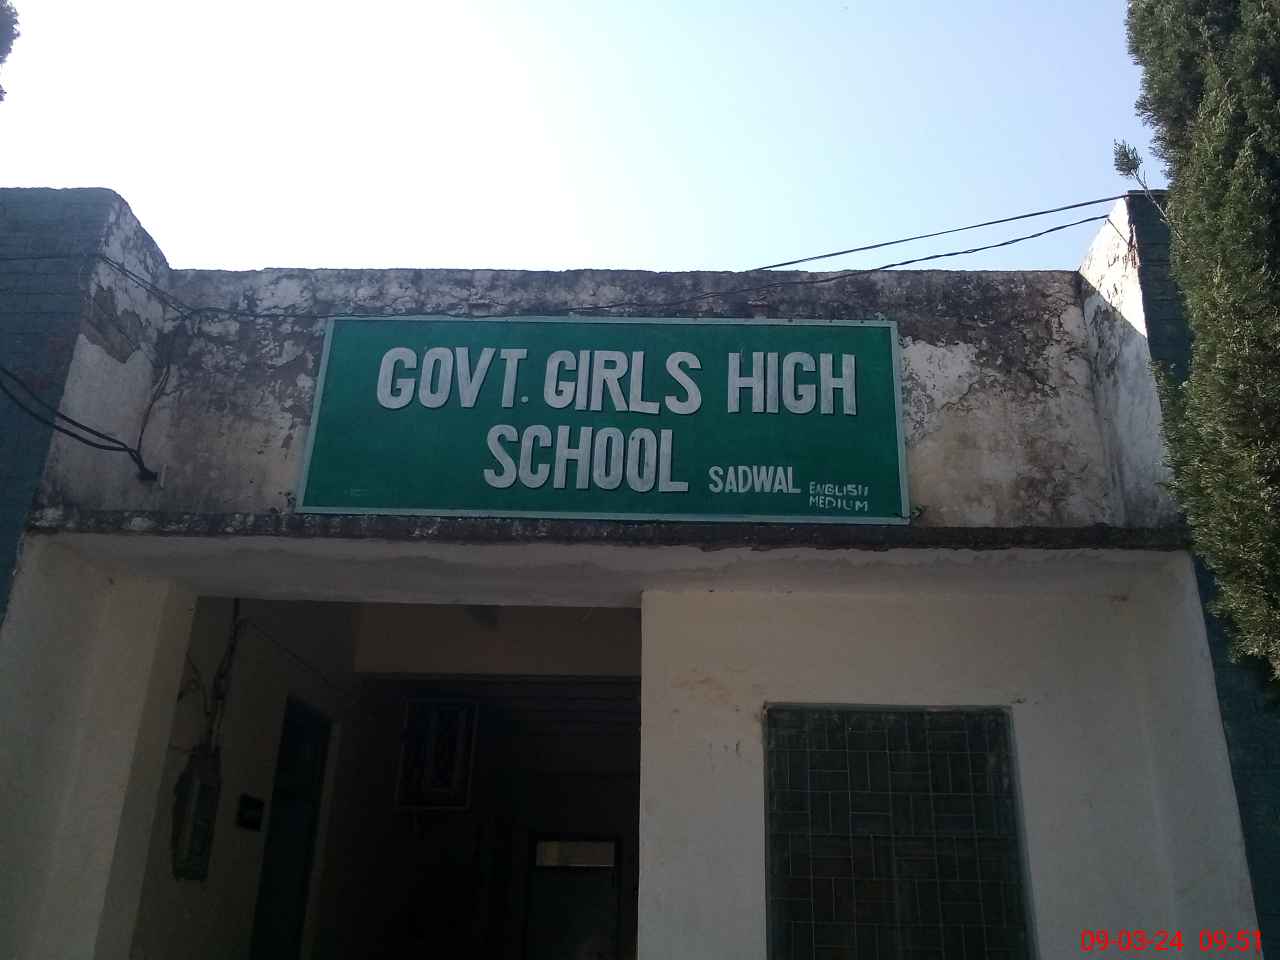 GOVT. GIRLS HIGH
SCHOOL SADWAL ENGLISH
MEDIUM
09-03-24 09:51